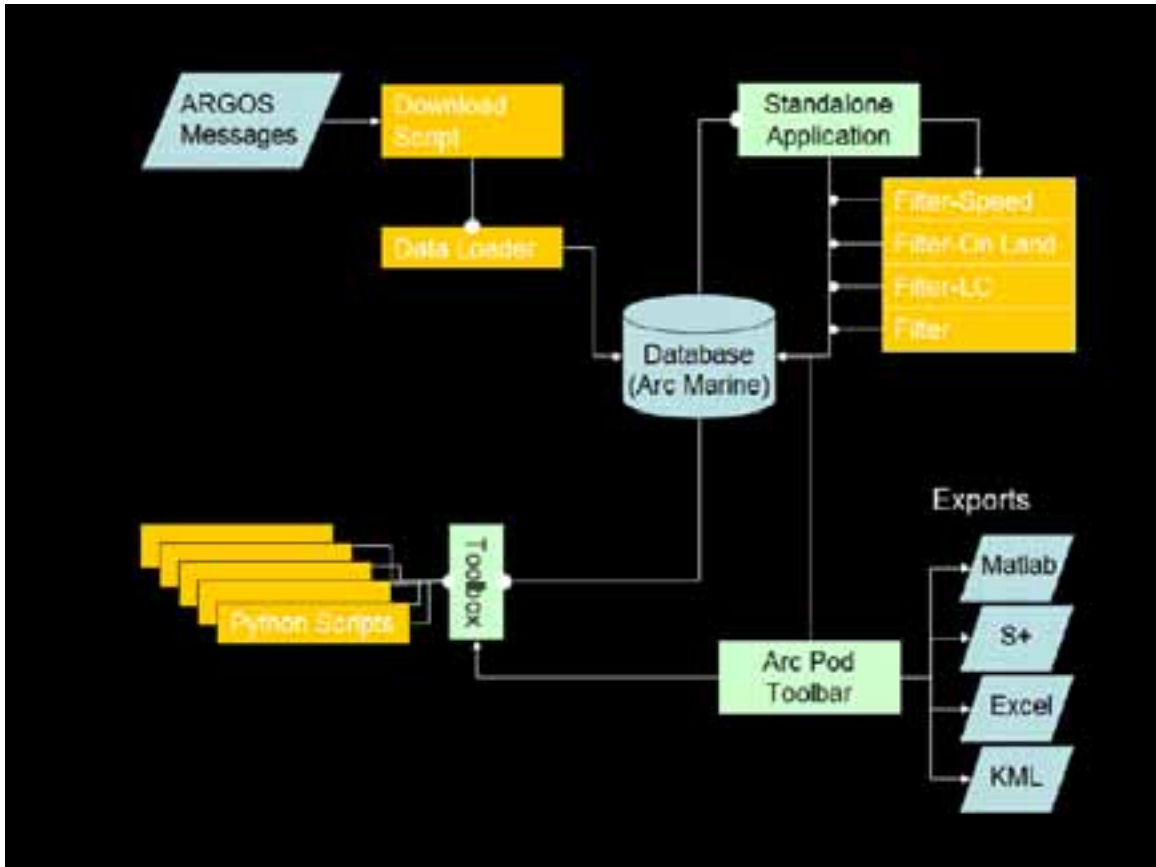 ARGOS
Messages
Download
Script
Data Loader
Standalone
Application
Filter-Speed
Filter-On Land
Filter-LC
Filter
Database
(Arc Marine)
Toolbox
Python Scripts
Arc Pod
Toolbar
Exports
Matlab
S+
Excel
KML